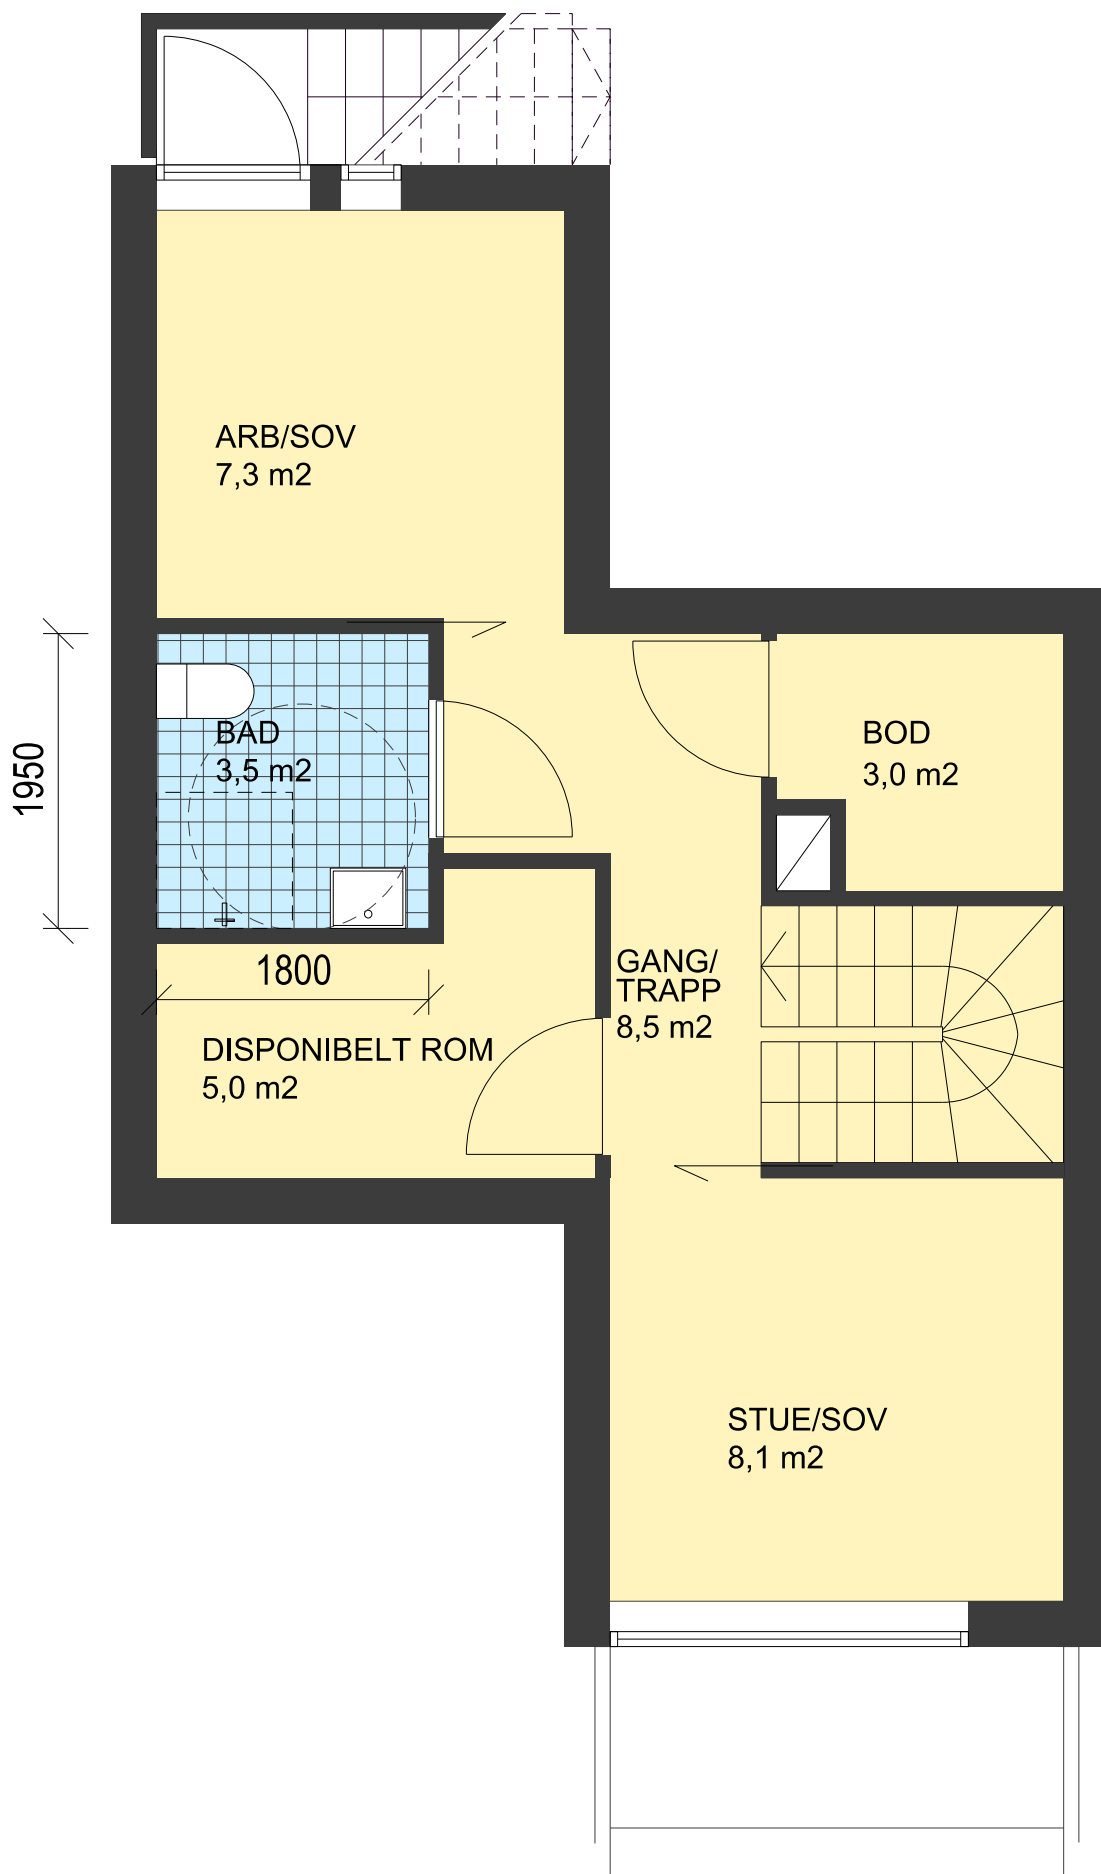 ARB/SOV
7,3 m2
BAD
3,5 m2
BOD
3,0 m2
1950
1800
GANG/
TRAPP
8,5 m2
DISPONIBELT ROM
5,0 m2
STUE/SOV
8,1 m2